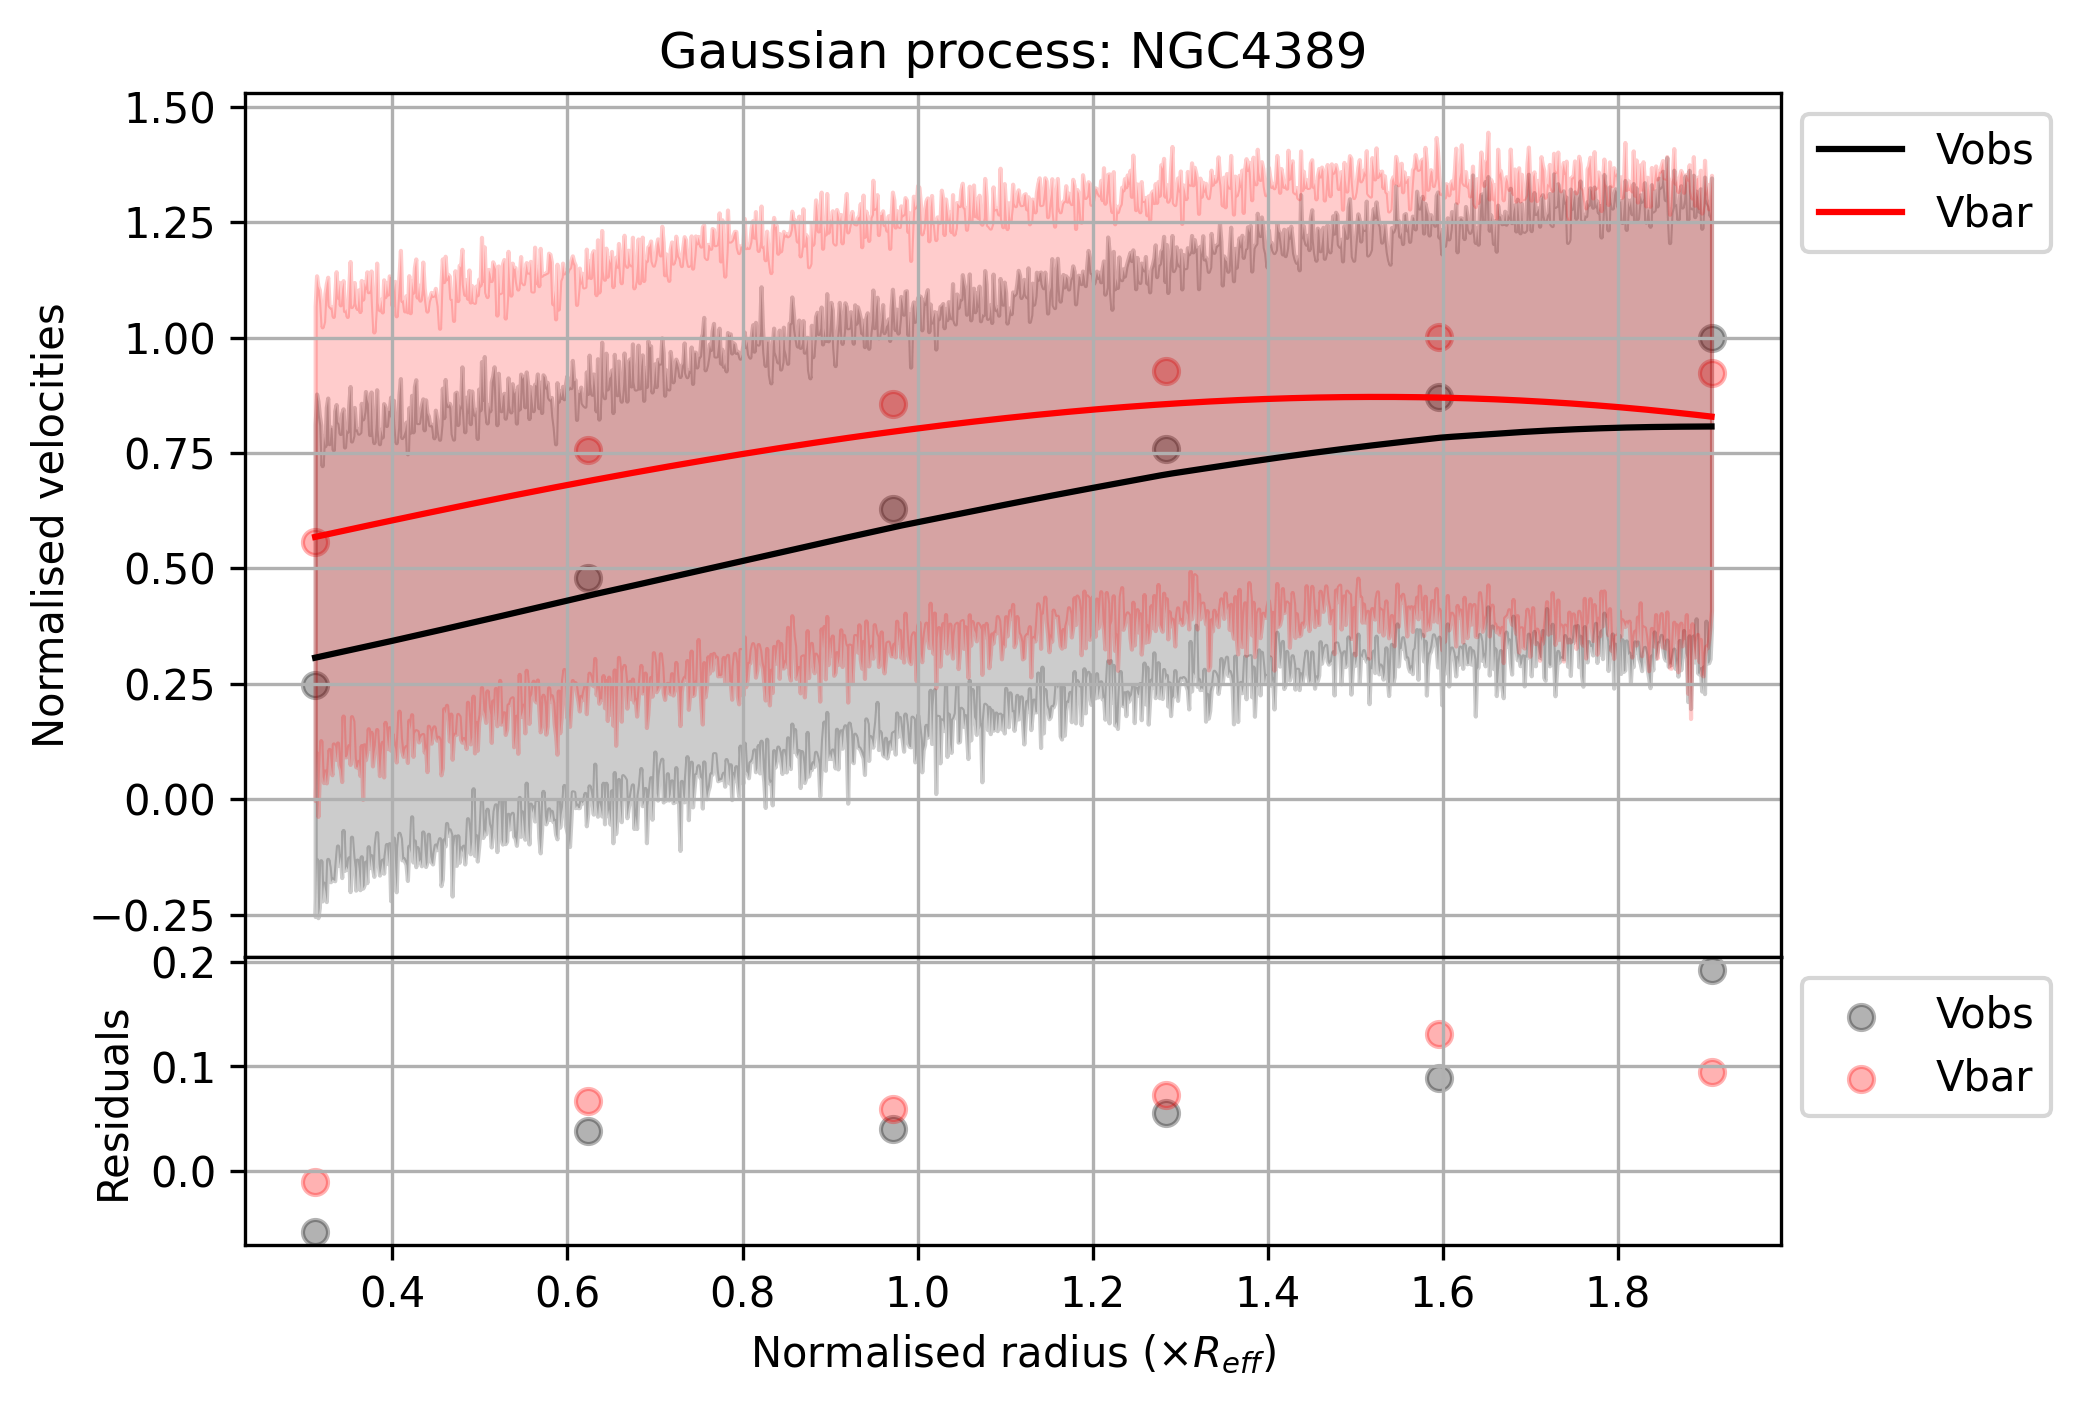 Gaussian process: NGC4389
1.50
1.25
1.00
0.75
0.50
0.25
0.00
−0.25
Normalised velocities
Vobs
Vbar
0.2
0.1
0.0
Residuals
Vobs
Vbar
0.4 0.6 0.8 1.0 1.2 1.4 1.6 1.8
Normalised radius (×R_eff)